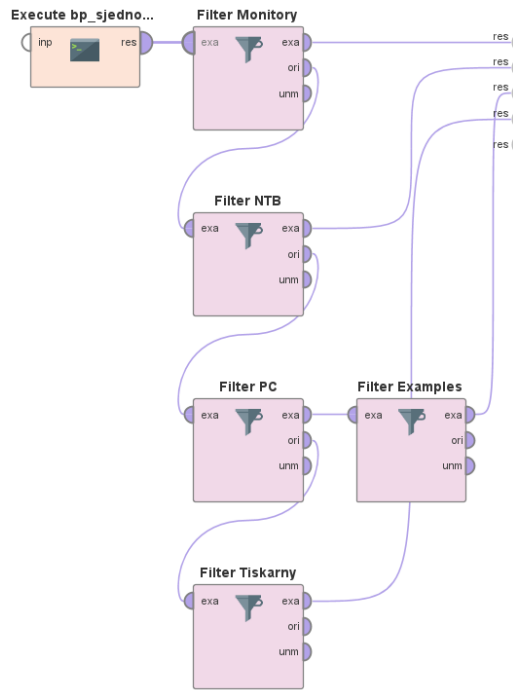 Execute bp_sjedno...
Filter Monitory
inp
res
exa
exa
ori
unm
res
res
res
res
res
Filter NTB
exa
exa
ori
unm
Filter PC
exa
exa
ori
unm
Filter Examples
exa
exa
ori
unm
Filter Tiskarny
exa
exa
ori
unm